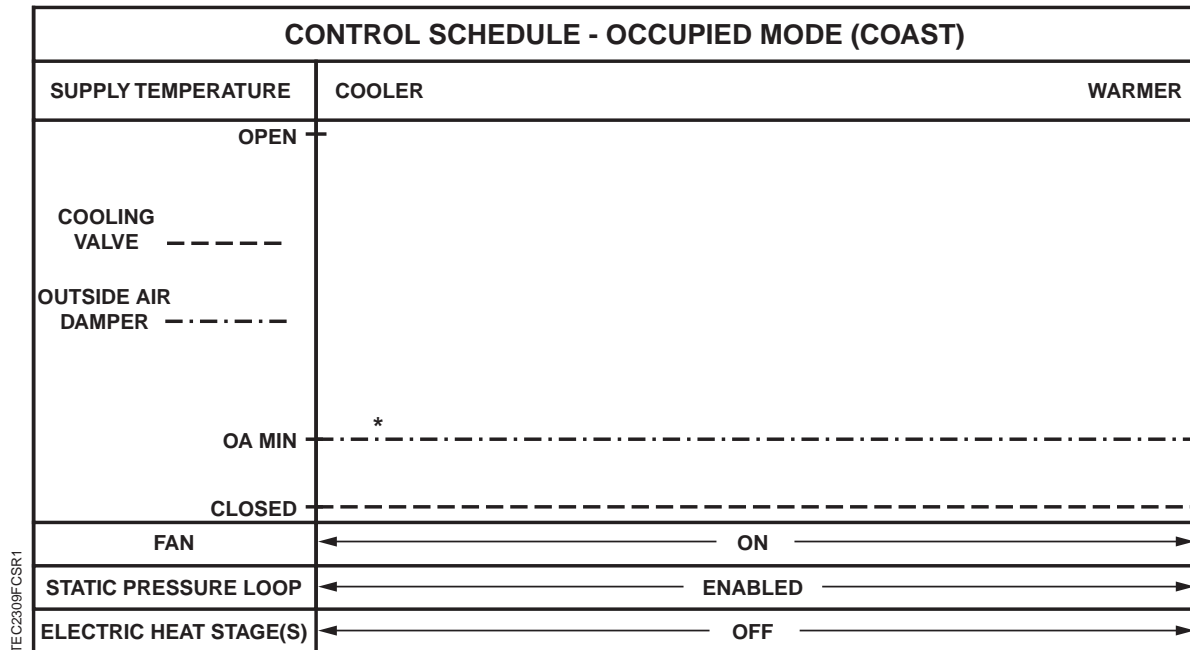 CONTROL SCHEDULE - OCCUPIED MODE (COAST)
SUPPLY TEMPERATURE COOLER WARMER
OPEN
COOLING
VALVE
OUTSIDE AIR
DAMPER
*
OA MIN
CLOSED
FAN ON
STATIC PRESSURE LOOP ENABLED
ELECTRIC HEAT STAGE(S) OFF
TEC2309FCSR1